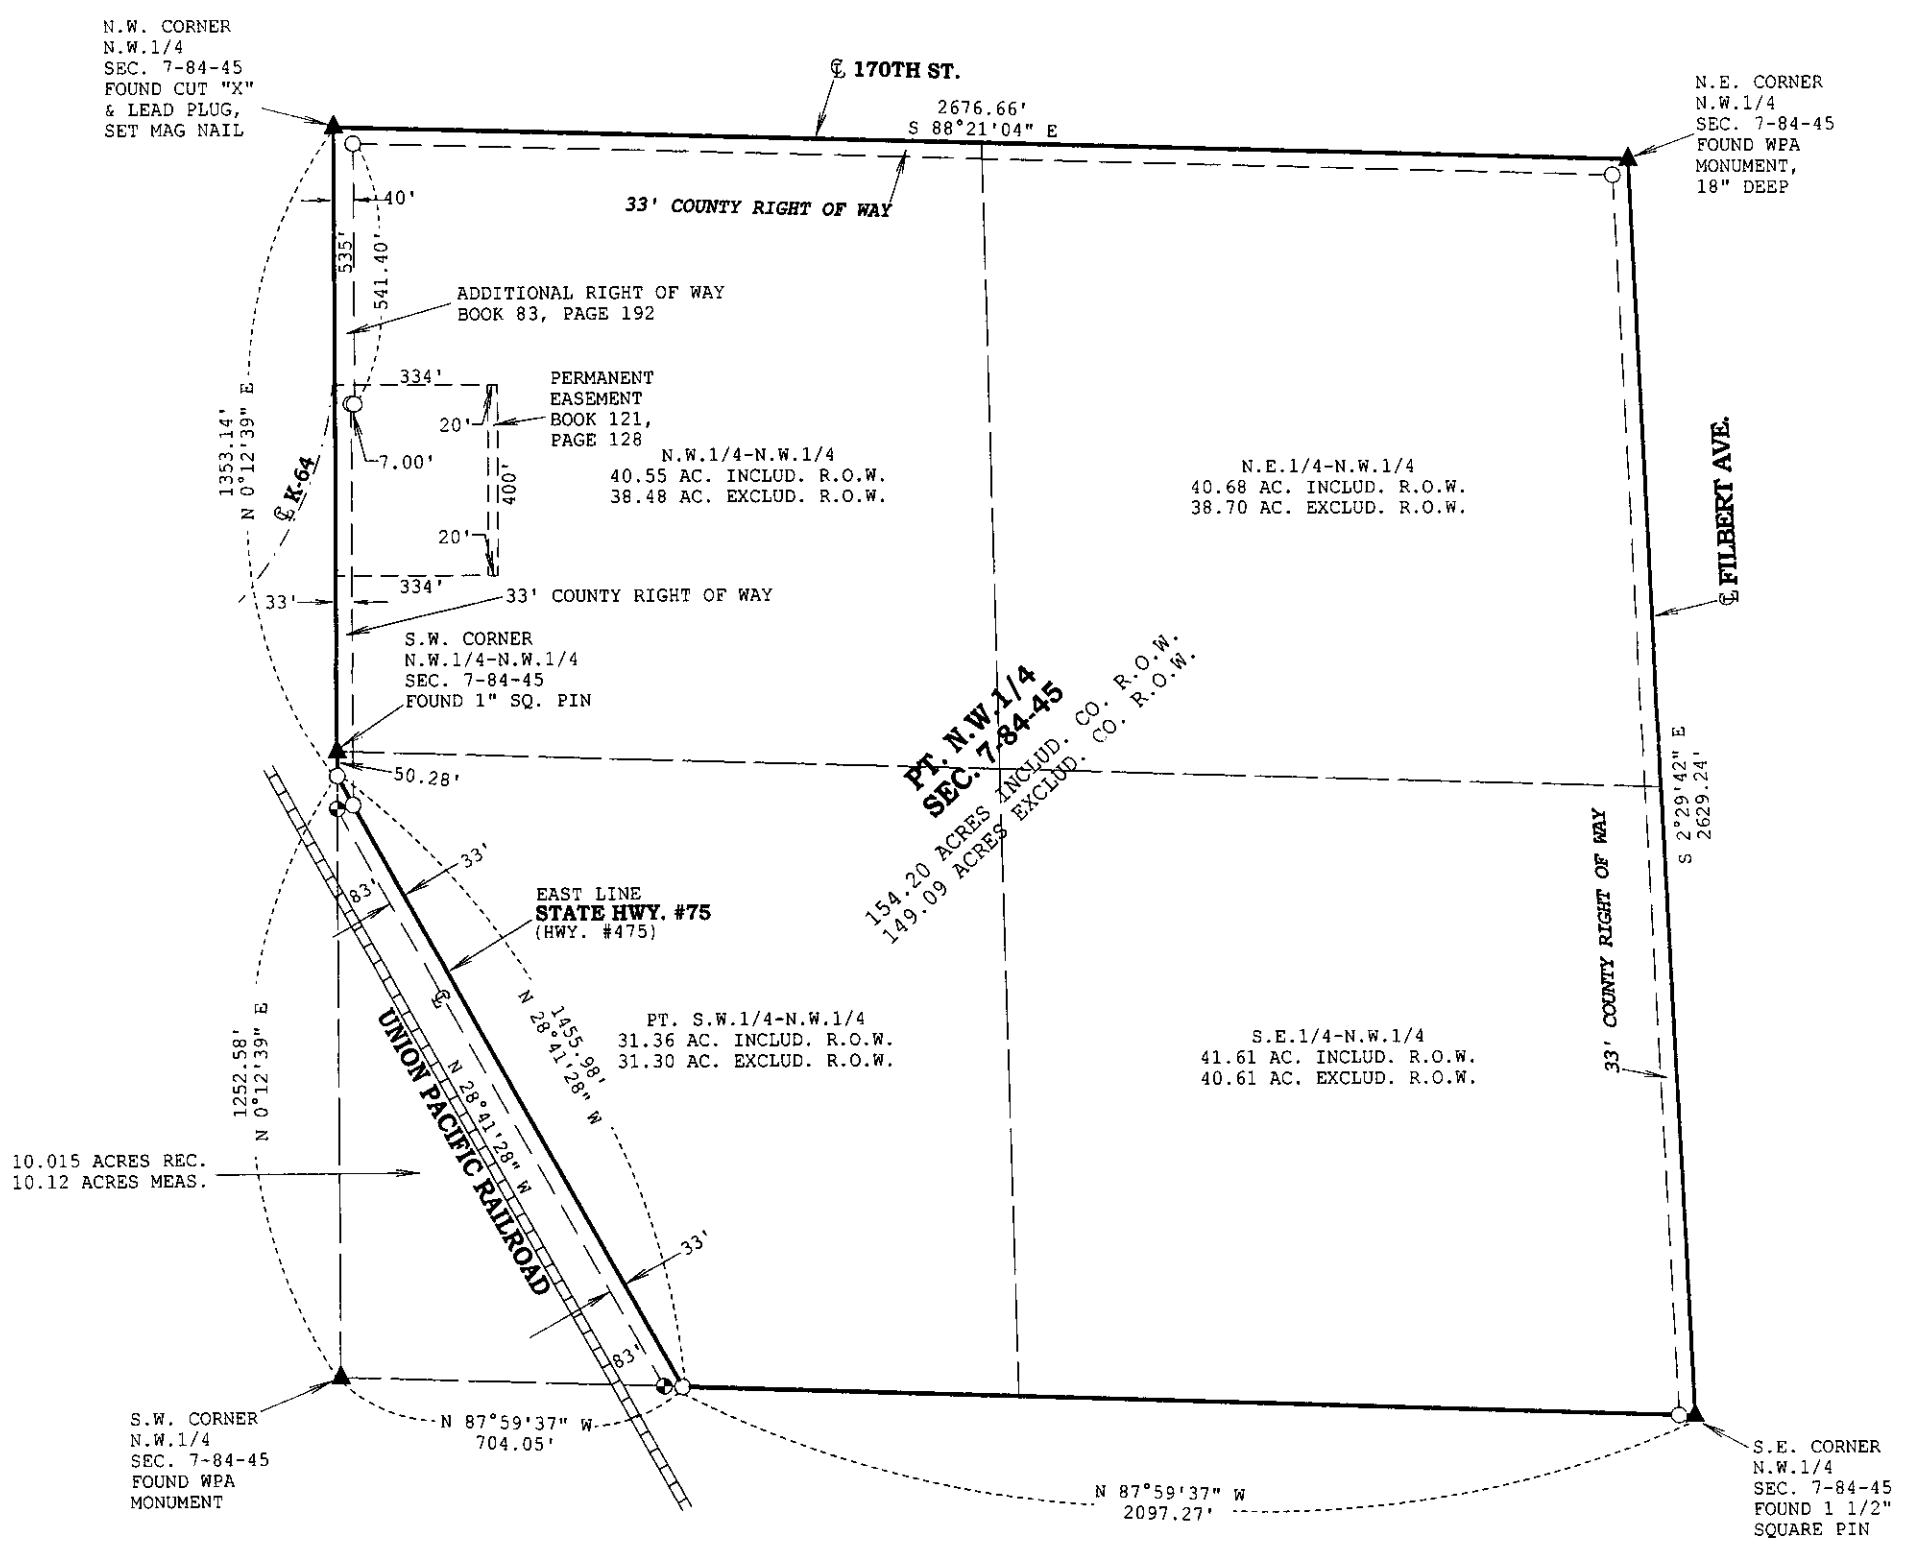 N.W. CORNER
N.W.1/4
SEC. 7-84-45
FOUND CUT "X"
& LEAD PLUG,
SET MAG NAIL
℄ 170TH ST.
2676.66'
S 88°21'04" E
N.E. CORNER
N.W.1/4
SEC. 7-84-45
FOUND WPA
MONUMENT,
18" DEEP
33' COUNTY RIGHT OF WAY
40'
535'
541.40'
ADDITIONAL RIGHT OF WAY
BOOK 83, PAGE 192
1353.14'
N 0°12'39" E
334'
20'
PERMANENT
EASEMENT
BOOK 121,
PAGE 128
7.00'
℄ K-64
400'
20'
334'
N.W.1/4-N.W.1/4
40.55 AC. INCLUD. R.O.W.
38.48 AC. EXCLUD. R.O.W.
N.E.1/4-N.W.1/4
40.68 AC. INCLUD. R.O.W.
38.70 AC. EXCLUD. R.O.W.
℄ FILBERT AVE.
33'
33' COUNTY RIGHT OF WAY
S.W. CORNER
N.W.1/4-N.W.1/4
SEC. 7-84-45
FOUND 1" SQ. PIN
50.28'
PT. N.W.1/4
SEC. 7-84-45
154.20 ACRES INCLUD. CO. R.O.W.
149.09 ACRES EXCLUD. CO. R.O.W.
S 2°29'42" E
2629.24'
33' COUNTY RIGHT OF WAY
33'
83'
EAST LINE
STATE HWY. #75
(HWY. #475)
℄
1455.98'
N 28°41'28" W
N 28°41'28" W
UNION PACIFIC RAILROAD
PT. S.W.1/4-N.W.1/4
31.36 AC. INCLUD. R.O.W.
31.30 AC. EXCLUD. R.O.W.
S.E.1/4-N.W.1/4
41.61 AC. INCLUD. R.O.W.
40.61 AC. EXCLUD. R.O.W.
1252.58'
N 0°12'39" E
10.015 ACRES REC.
10.12 ACRES MEAS.
33'
83'
S.W. CORNER
N.W.1/4
SEC. 7-84-45
FOUND WPA
MONUMENT
N 87°59'37" W
704.05'
N 87°59'37" W
2097.27'
S.E. CORNER
N.W.1/4
SEC. 7-84-45
FOUND 1 1/2"
SQUARE PIN